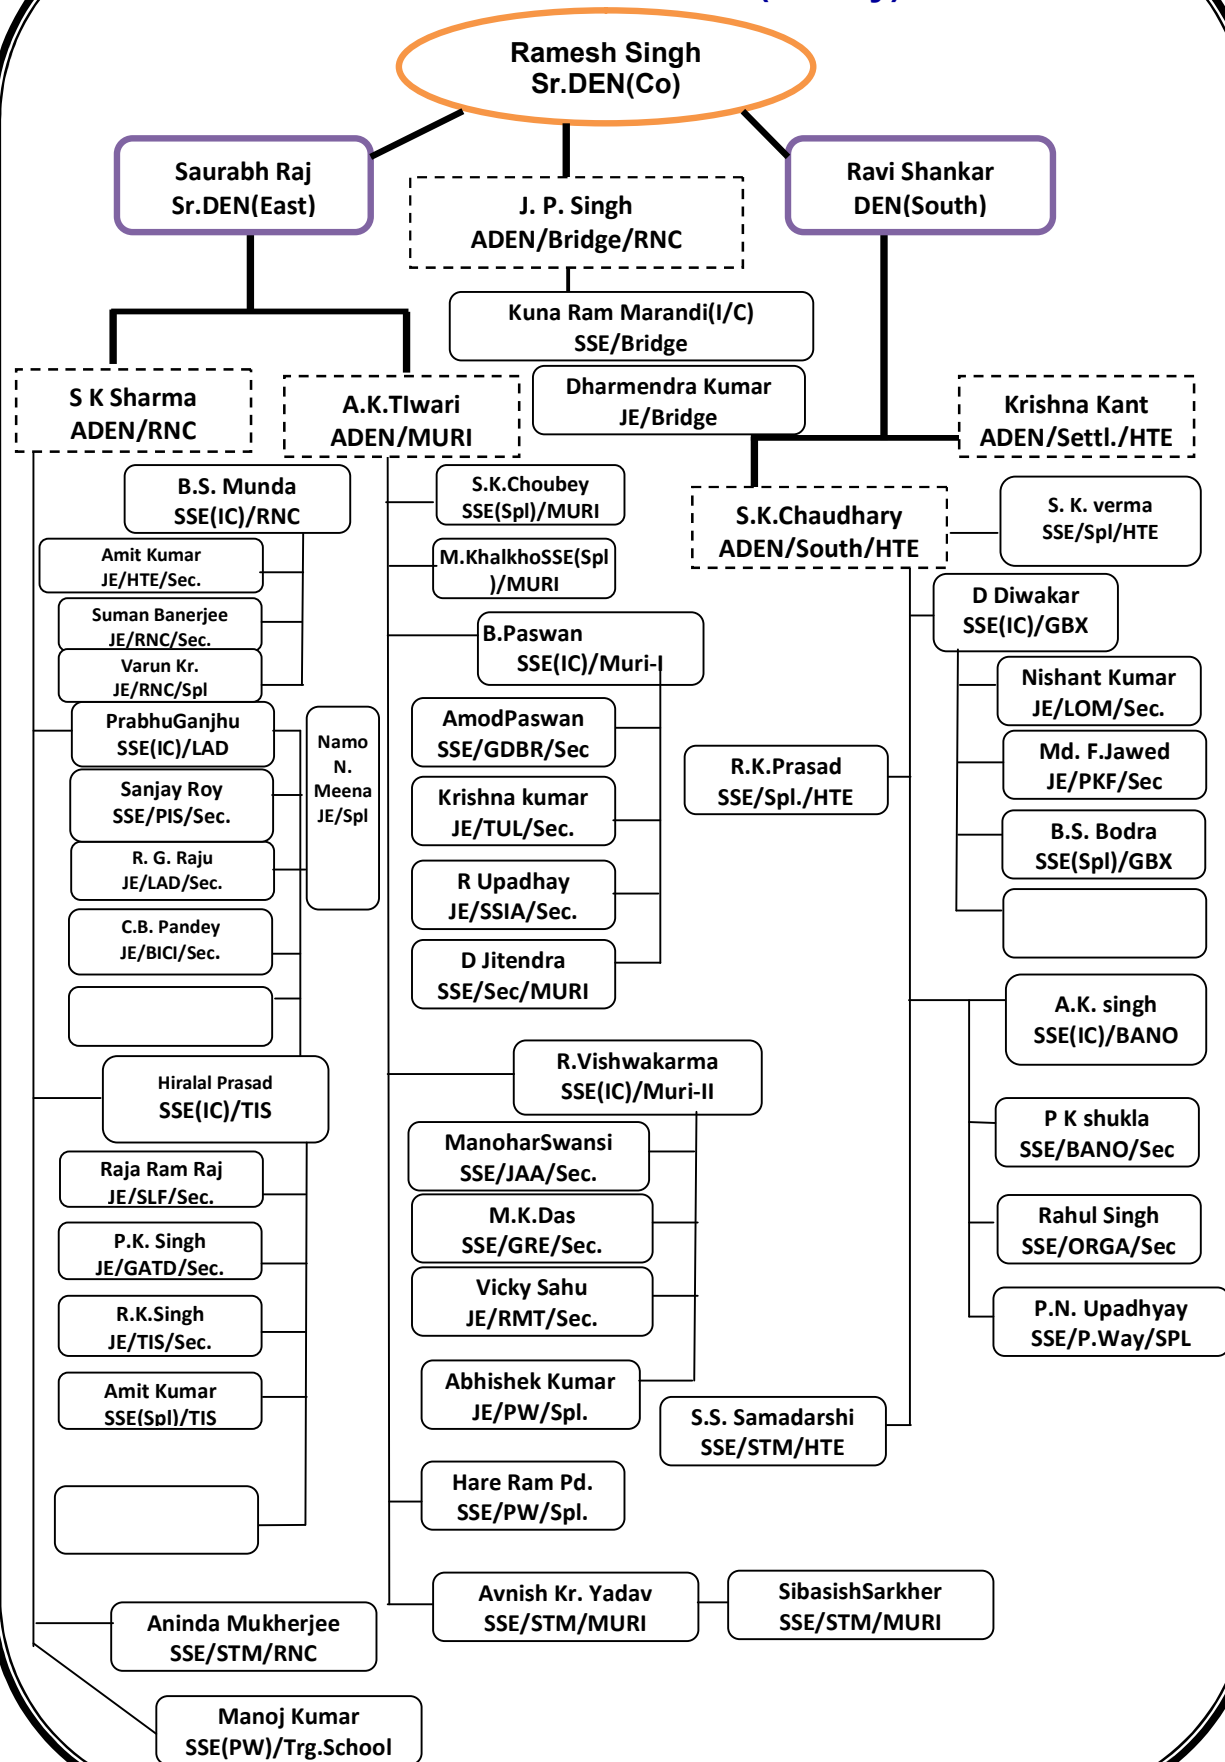 Ramesh Singh
Sr.DEN(Co)
Saurabh Raj
Sr.DEN(East)
J. P. Singh
ADEN/Bridge/RNC
Ravi Shankar
DEN(South)
Kuna Ram Marandi(I/C)
SSE/Bridge
Dharmendra Kumar
JE/Bridge
S K Sharma
ADEN/RNC
A.K.TIwari
ADEN/MURI
Krishna Kant
ADEN/Settl./HTE
B.S. Munda
SSE(IC)/RNC
Amit Kumar
JE/HTE/Sec.
Suman Banerjee
JE/RNC/Sec.
Varun Kr.
JE/RNC/Spl
PrabhuGanjhu
SSE(IC)/LAD
Sanjay Roy
SSE/PIS/Sec.
R. G. Raju
JE/LAD/Sec.
C.B. Pandey
JE/BICI/Sec.
Namo
N.
Meena
JE/Spl
Hiralal Prasad
SSE(IC)/TIS
Raja Ram Raj
JE/SLF/Sec.
P.K. Singh
JE/GATD/Sec.
R.K.Singh
JE/TIS/Sec.
Amit Kumar
SSE(Spl)/TIS
Aninda Mukherjee
SSE/STM/RNC
Manoj Kumar
SSE(PW)/Trg.School
S.K.Choubey
SSE(Spl)/MURI
M.KhalkhoSSE(Spl
)/MURI
B.Paswan
SSE(IC)/Muri-I
AmodPaswan
SSE/GDBR/Sec
Krishna kumar
JE/TUL/Sec.
R Upadhay
JE/SSIA/Sec.
D Jitendra
SSE/Sec/MURI
R.Vishwakarma
SSE(IC)/Muri-II
ManoharSwansi
SSE/JAA/Sec.
M.K.Das
SSE/GRE/Sec.
Vicky Sahu
JE/RMT/Sec.
Abhishek Kumar
JE/PW/Spl.
Hare Ram Pd.
SSE/PW/Spl.
Avnish Kr. Yadav
SSE/STM/MURI
SibasishSarkher
SSE/STM/MURI
S.K.Chaudhary
ADEN/South/HTE
S. K. verma
SSE/Spl/HTE
D Diwakar
SSE(IC)/GBX
Nishant Kumar
JE/LOM/Sec.
Md. F.Jawed
JE/PKF/Sec
B.S. Bodra
SSE(Spl)/GBX
R.K.Prasad
SSE/Spl./HTE
A.K. singh
SSE(IC)/BANO
P K shukla
SSE/BANO/Sec
Rahul Singh
SSE/ORGA/Sec
P.N. Upadhyay
SSE/P.Way/SPL
S.S. Samadarshi
SSE/STM/HTE